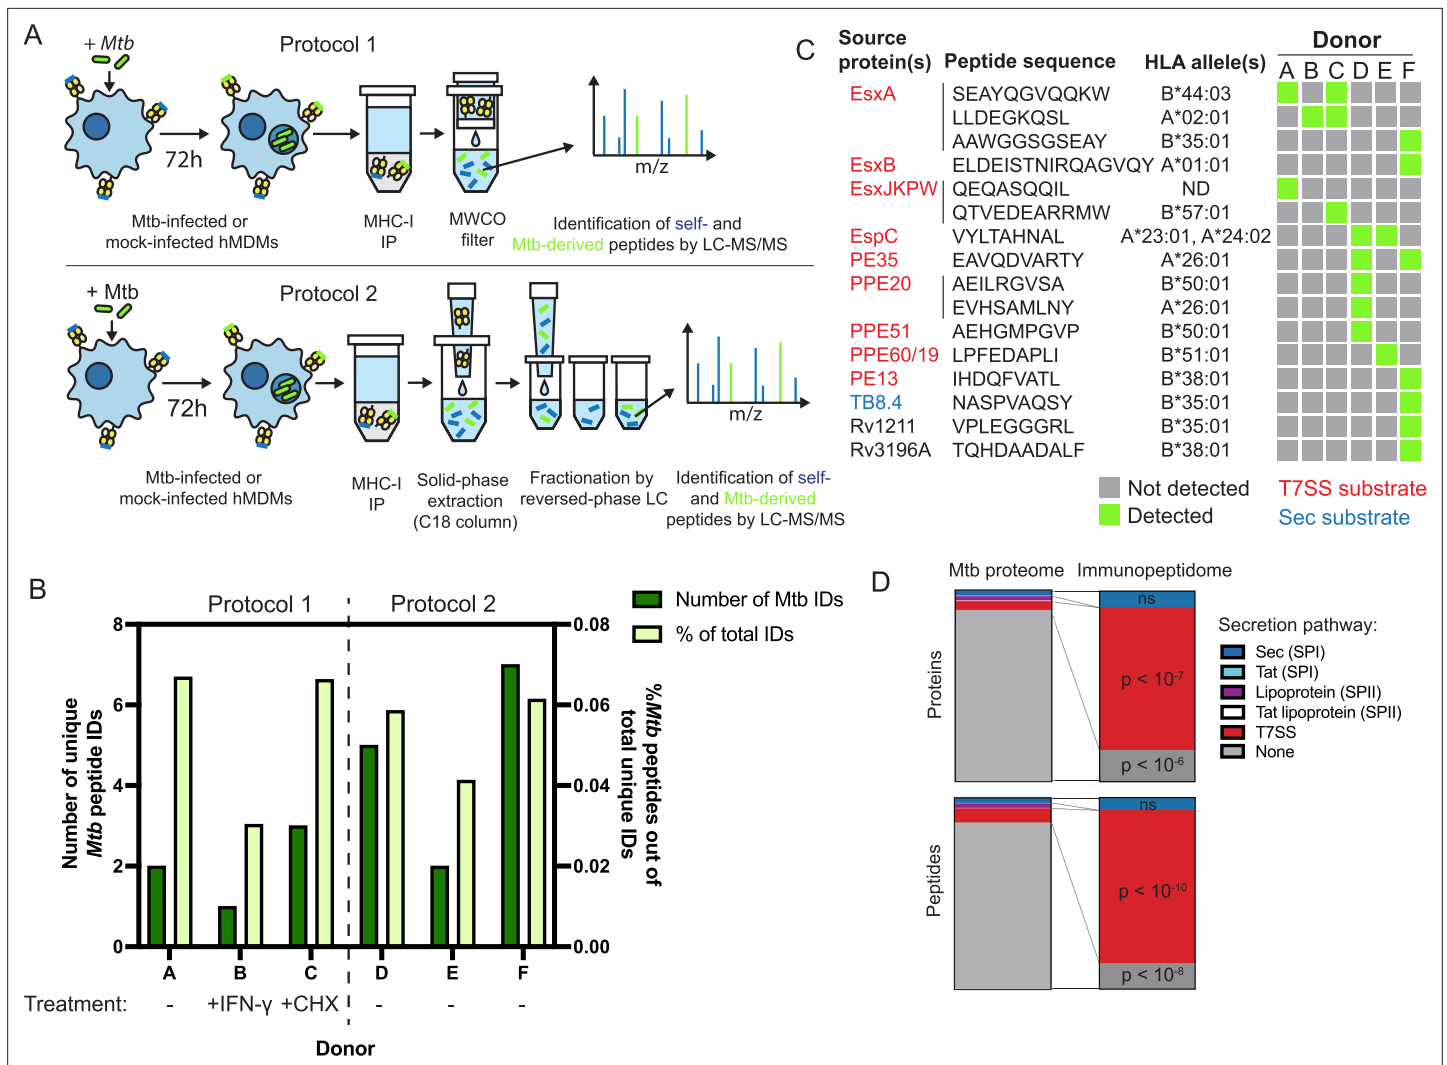 A
+ Mtb
Protocol 1
72h
m/z
Mtb-infected or
mock-infected hMDMs
MHC-I
IP
MWCO
filter
Identification of self- and
Mtb-derived peptides by LC-MS/MS
+ Mtb
Protocol 2
72h
m/z
Mtb-infected or
mock-infected hMDMs
MHC-I
IP
Solid-phase
extraction
(C18 column)
Fractionation by
reversed-phase LC
Identification of self-
and Mtb-derived
peptides by LC-MS/MS
B
Protocol 1
Protocol 2
Number of Mtb IDs
% of total IDs
Number of unique
Mtb peptide IDs
8
6
4
2
0
0.08
0.06
0.04
0.02
0.00
%Mtb peptides out of
total unique IDs
A B C D E F
Treatment: - +IFN-γ +CHX - - -
Donor
C
Source
protein(s)
Peptide sequence
HLA allele(s)
Donor
A B C D E F
EsxA SEAYQGVQQKW B*44:03
LLDEGKQSL A*02:01
AAWGGSGSEAY B*35:01
EsxB ELDEISTNIRQAGVQY A*01:01
EsxJKPW QEQASQQIL ND
QTVEDEARRMW B*57:01
EspC VYLTAHNAL A*23:01, A*24:02
PE35 EAVQDVARTY A*26:01
PPE20 AEILRGVSA B*50:01
EVHSAMLNY A*26:01
PPE51 AEHGMPGVP B*50:01
PPE60/19 LPFEDAPLI B*51:01
PE13 IHDQFVATL B*38:01
TB8.4 NASPVAQSY B*35:01
Rv1211 VPLEGGGRL B*35:01
Rv3196A TQHDAADALF B*38:01
Not detected
Detected
T7SS substrate
Sec substrate
D
Mtb proteome
Immunopeptidome
Proteins
ns
p < 10-7
p < 10-6
Peptides
ns
p < 10-10
p < 10-8
Secretion pathway:
Sec (SPI)
Tat (SPI)
Lipoprotein (SPII)
Tat lipoprotein (SPII)
T7SS
None